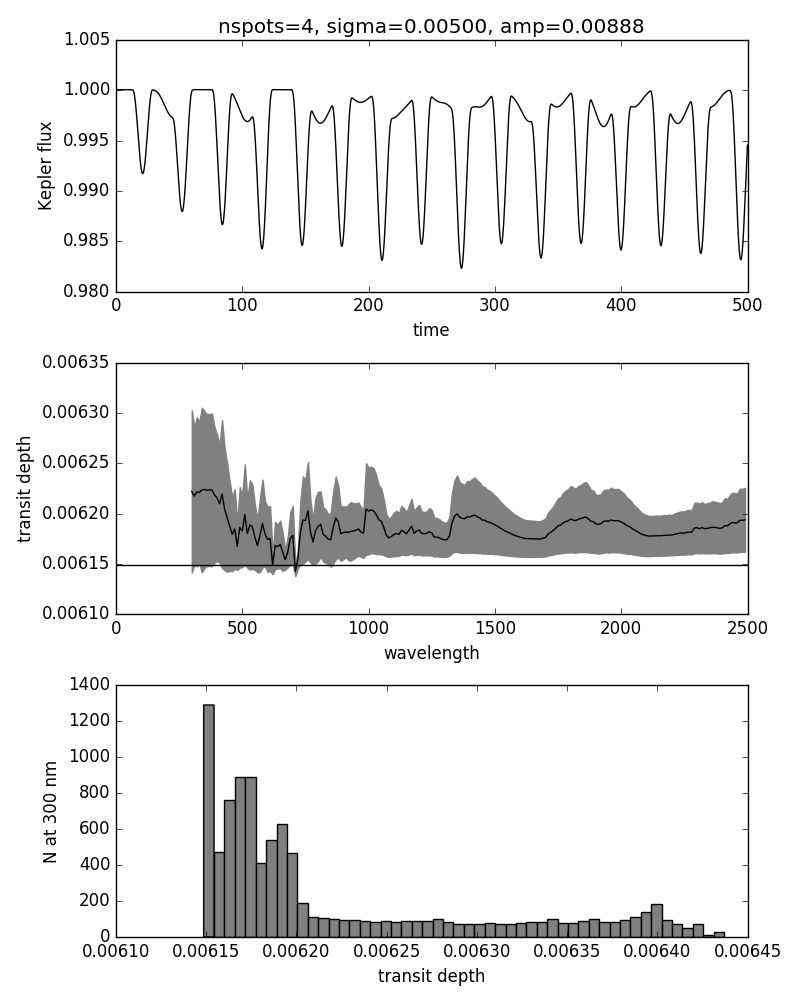 nspots=4, sigma=0.00500, amp=0.00888
1.005
1.000
0.995
0.990
0.985
0.980
Kepler flux
0 100 200 300 400 500
time
0.00635
0.00630
0.00625
0.00620
0.00615
0.00610
transit depth
0 500 1000 1500 2000 2500
wavelength
1400
1200
1000
800
600
400
200
0
N at 300 nm
0.00610 0.00615 0.00620 0.00625 0.00630 0.00635 0.00640 0.00645
transit depth